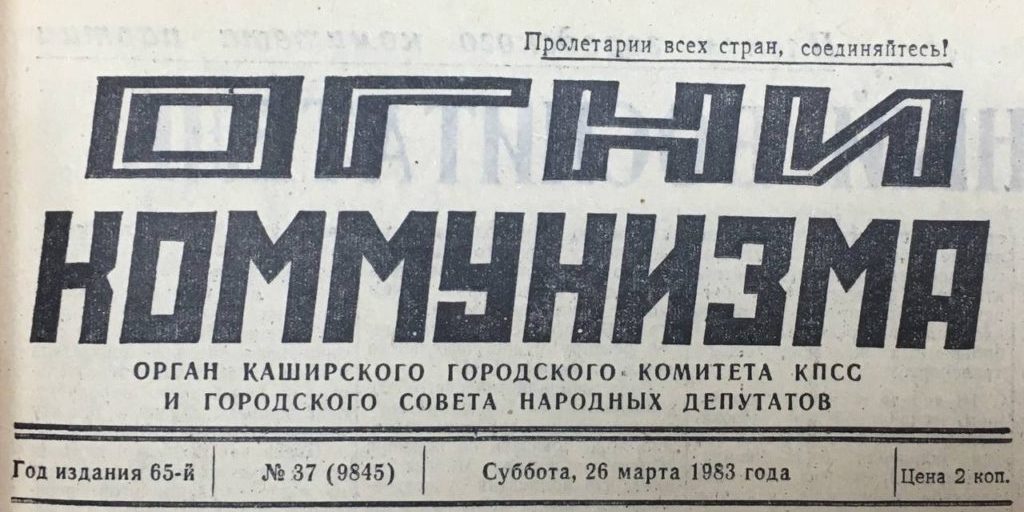 Пролетарии всех стран, соединяйтесь!
ОГНИ
КОММУНИЗМА
ОРГАН КАШИРСКОГО ГОРОДСКОГО КОМИТЕТА КПСС
И ГОРОДСКОГО СОВЕТА НАРОДНЫХ ДЕПУТАТОВ
Год издания 65-й № 37 (9845) Суббота, 26 марта 1983 года Цена 2 коп.